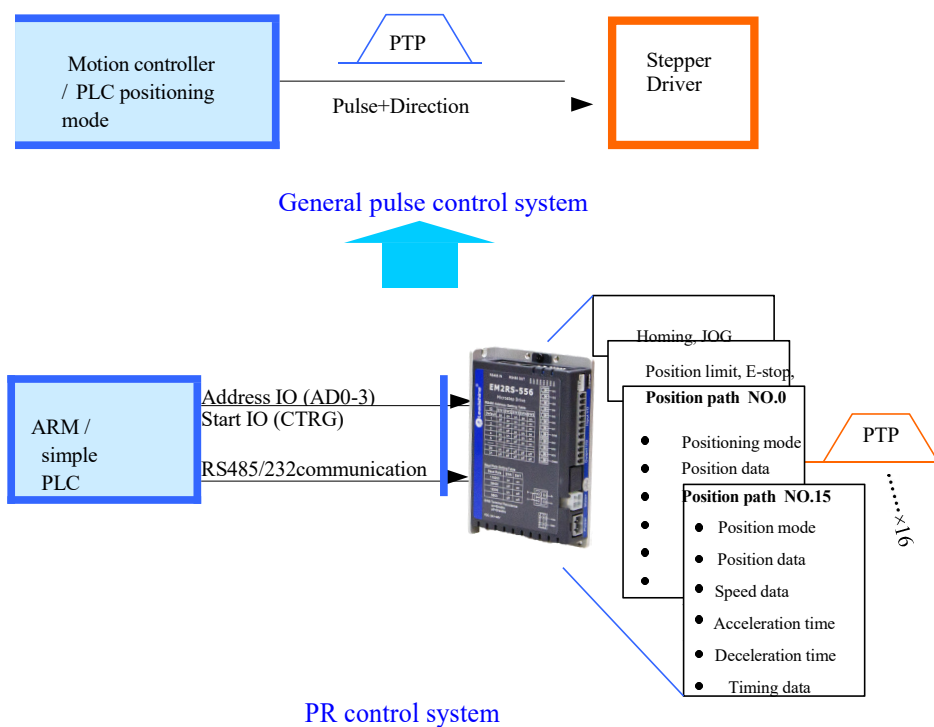 PTP
Motion controller
/ PLC positioning
mode
Pulse+Direction
Stepper
Driver
General pulse control system
ARM /
simple
PLC
Address IO (AD0-3)
Start IO (CTRG)
RS485/232communication
EM2RS-556
Homing, JOG
Position limit, E-stop,
Position path NO.0
● Positioning mode
● Position data
●
●
●
●
Position path NO.15
● Position mode
● Position data
● Speed data
● Acceleration time
● Deceleration time
● Timing data
PTP
......×16
PR control system